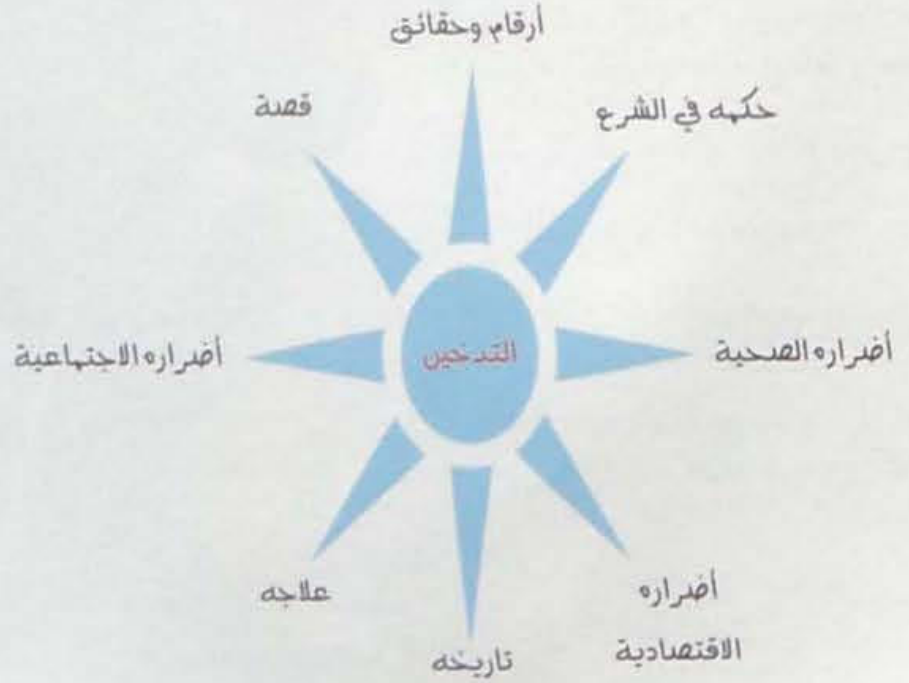 أرقام وحقائق
حكمه في الشرع
قصة
التدخين
أضراره الصحية
أضراره الاجتماعية
أضراره
الاقتصادية
علاجه
تاريخه